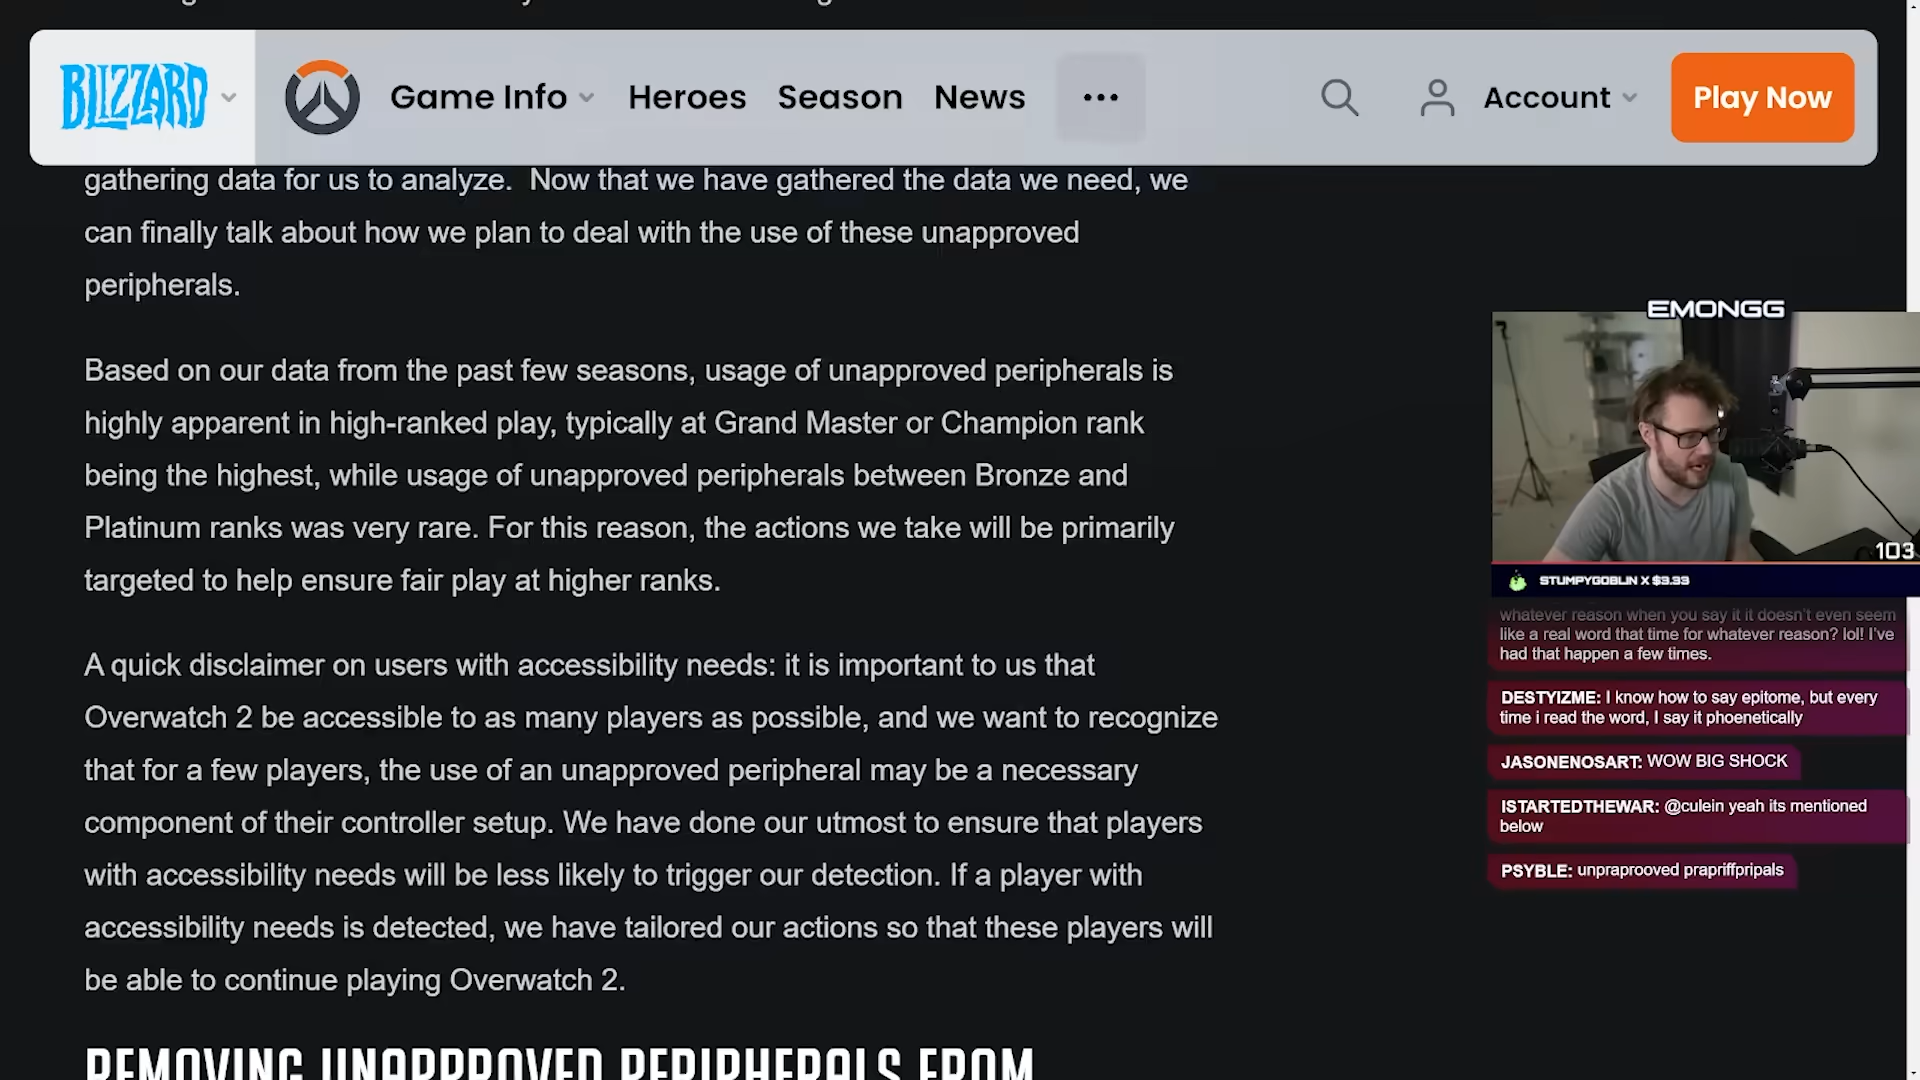 BLIZZARD
Game Info
Heroes
Season
News
Account
Play Now
gathering data for us to analyze.  Now that we have gathered the data we need, we
can finally talk about how we plan to deal with the use of these unapproved
peripherals.
Based on our data from the past few seasons, usage of unapproved peripherals is
highly apparent in high-ranked play, typically at Grand Master or Champion rank
being the highest, while usage of unapproved peripherals between Bronze and
Platinum ranks was very rare. For this reason, the actions we take will be primarily
targeted to help ensure fair play at higher ranks.
A quick disclaimer on users with accessibility needs: it is important to us that
Overwatch 2 be accessible to as many players as possible, and we want to recognize
that for a few players, the use of an unapproved peripheral may be a necessary
component of their controller setup. We have done our utmost to ensure that players
with accessibility needs will be less likely to trigger our detection. If a player with
accessibility needs is detected, we have tailored our actions so that these players will
be able to continue playing Overwatch 2.
REMOVING UNAPPROVED PERIPHERALS FROM
EMONGG
103
STUMPYGOBLIN X $3.33
whatever reason when you say it it doesn't even seem
like a real word that time for whatever reason? lol! I've
had that happen a few times.
DESTYIZME: I know how to say epitome, but every
time i read the word, I say it phoenetically
JASONENOSART: WOW BIG SHOCK
ISTARTEDTHEWAR: @culein yeah its mentioned
below
PSYBLE: unpraprooved prapriffpripals